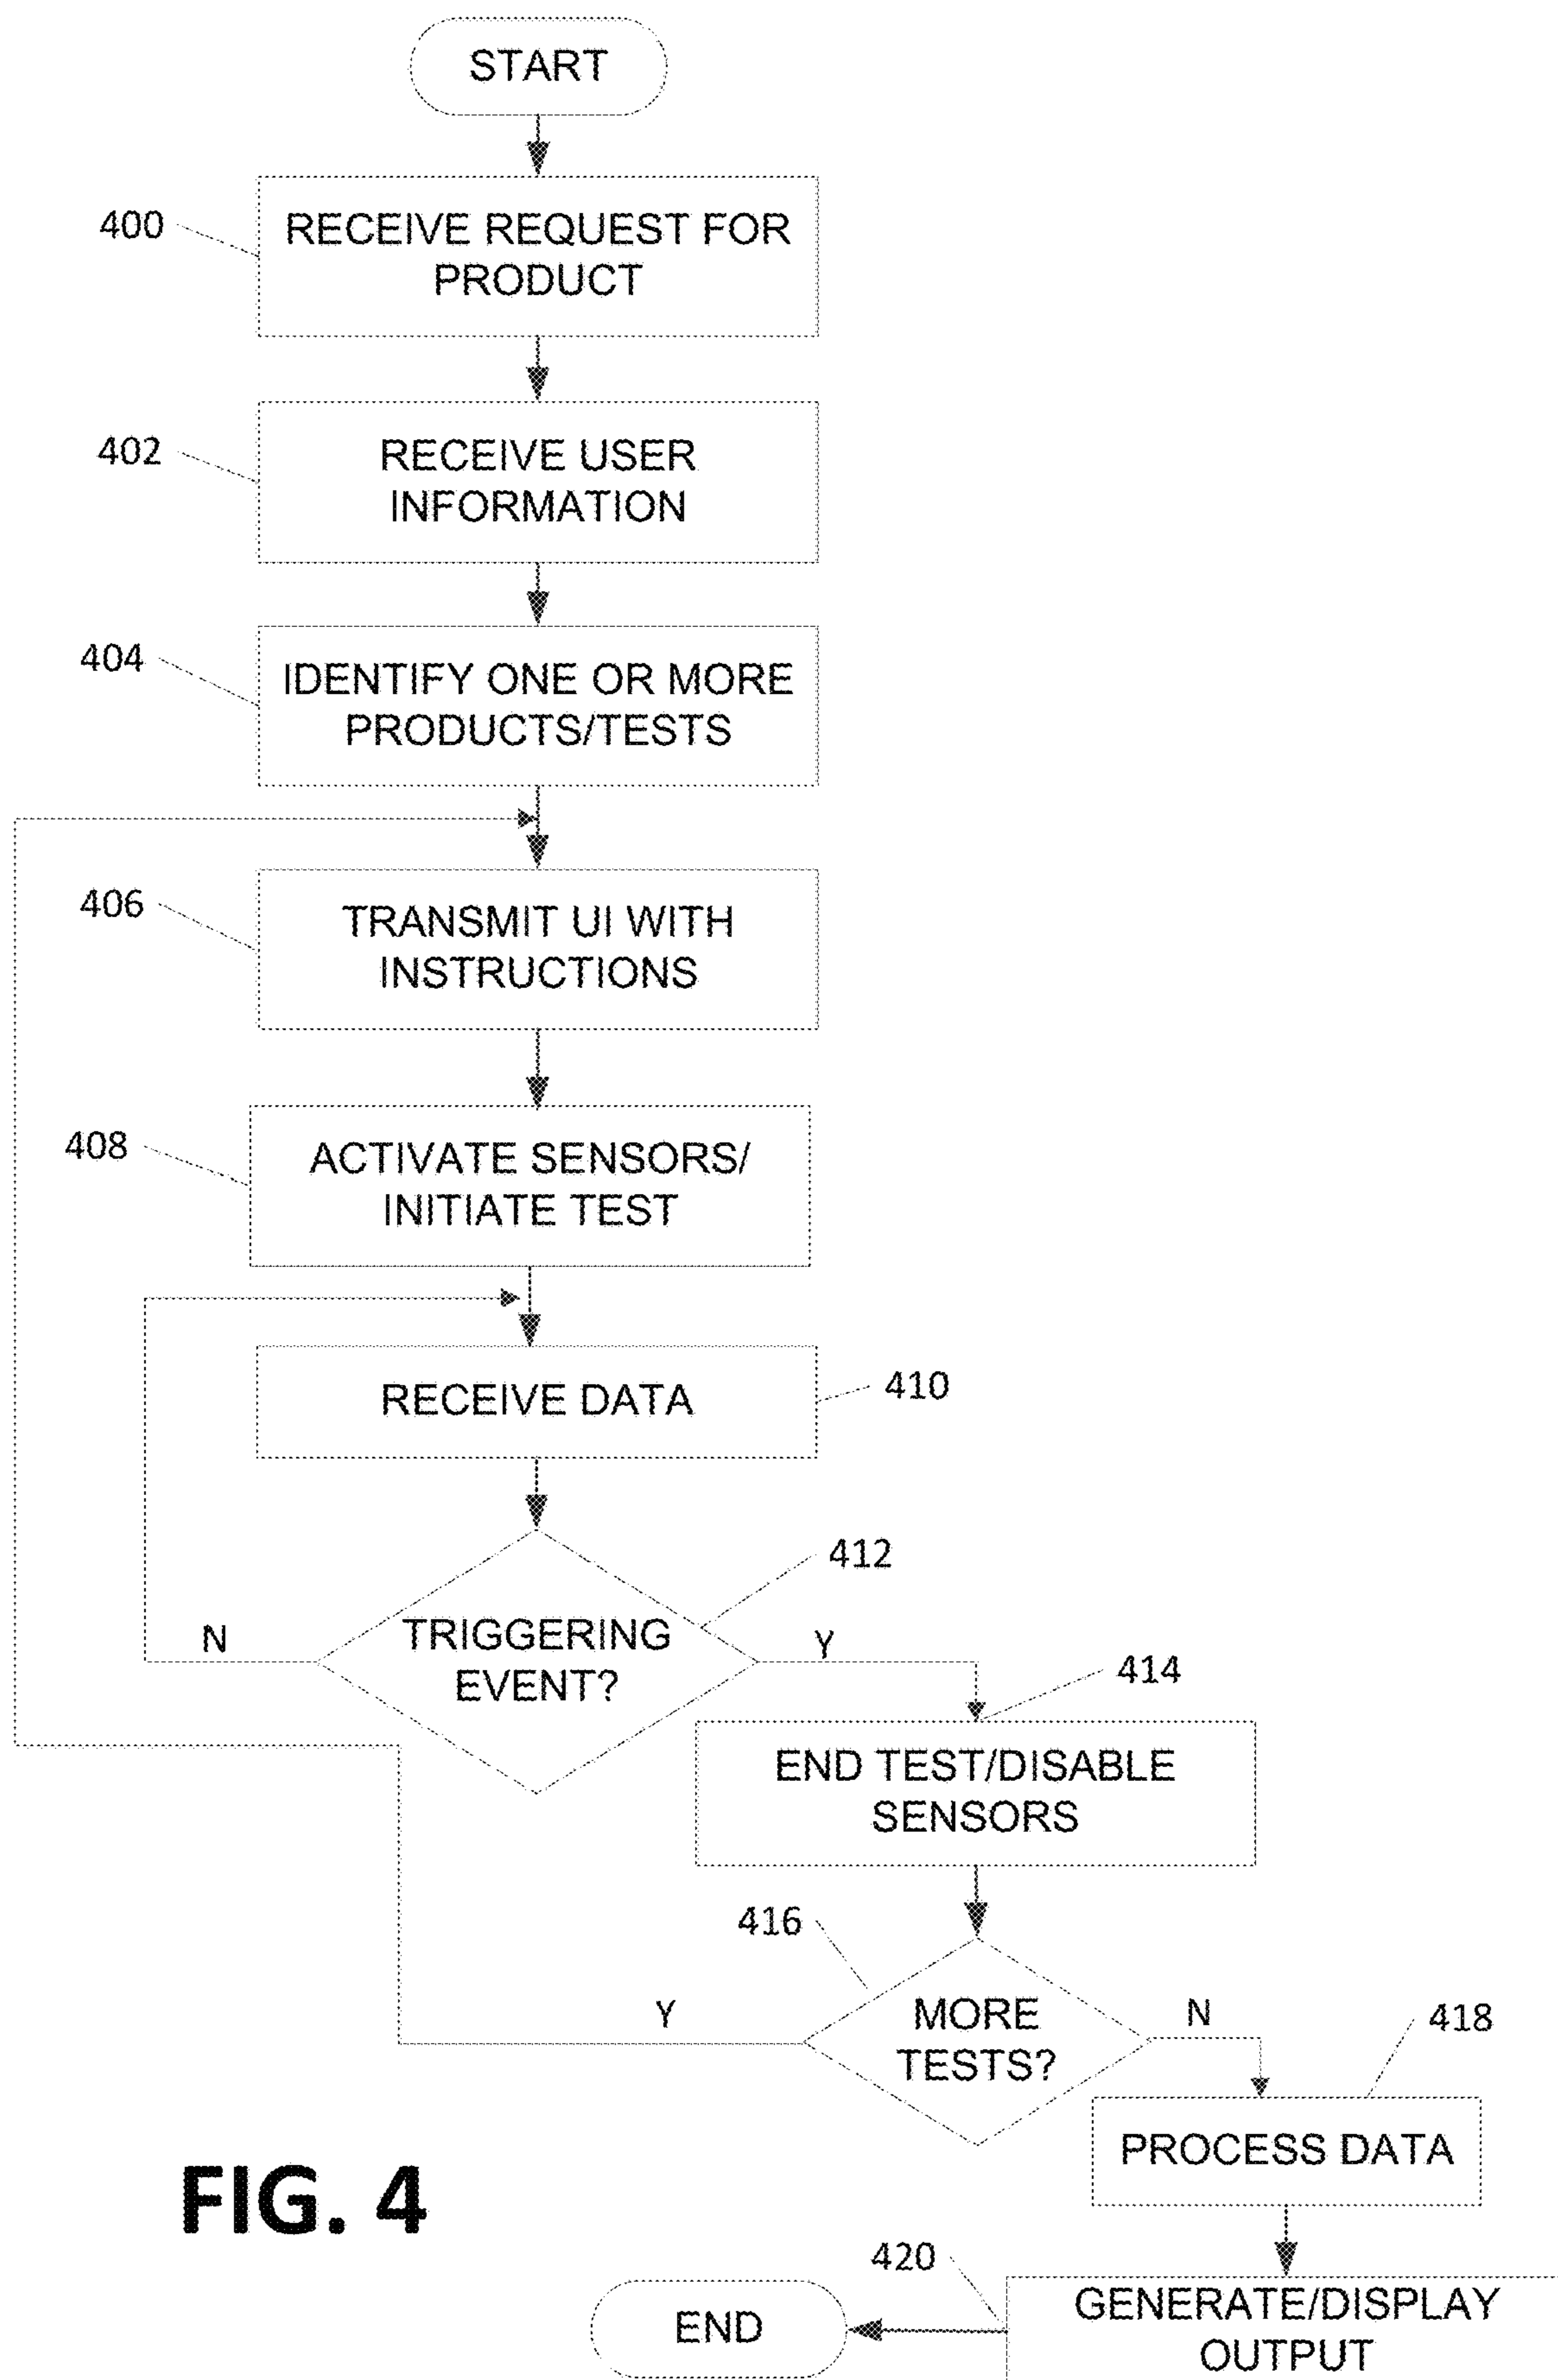 START
400
RECEIVE REQUEST FOR
PRODUCT
402
RECEIVE USER
INFORMATION
404
IDENTIFY ONE OR MORE
PRODUCTS/TESTS
406
TRANSMIT UI WITH
INSTRUCTIONS
408
ACTIVATE SENSORS/
INITIATE TEST
RECEIVE DATA
410
412
TRIGGERING
EVENT?
N
Y
414
END TEST/DISABLE
SENSORS
416
MORE
TESTS?
Y
N
418
PROCESS DATA
FIG. 4
420
GENERATE/DISPLAY
OUTPUT
END